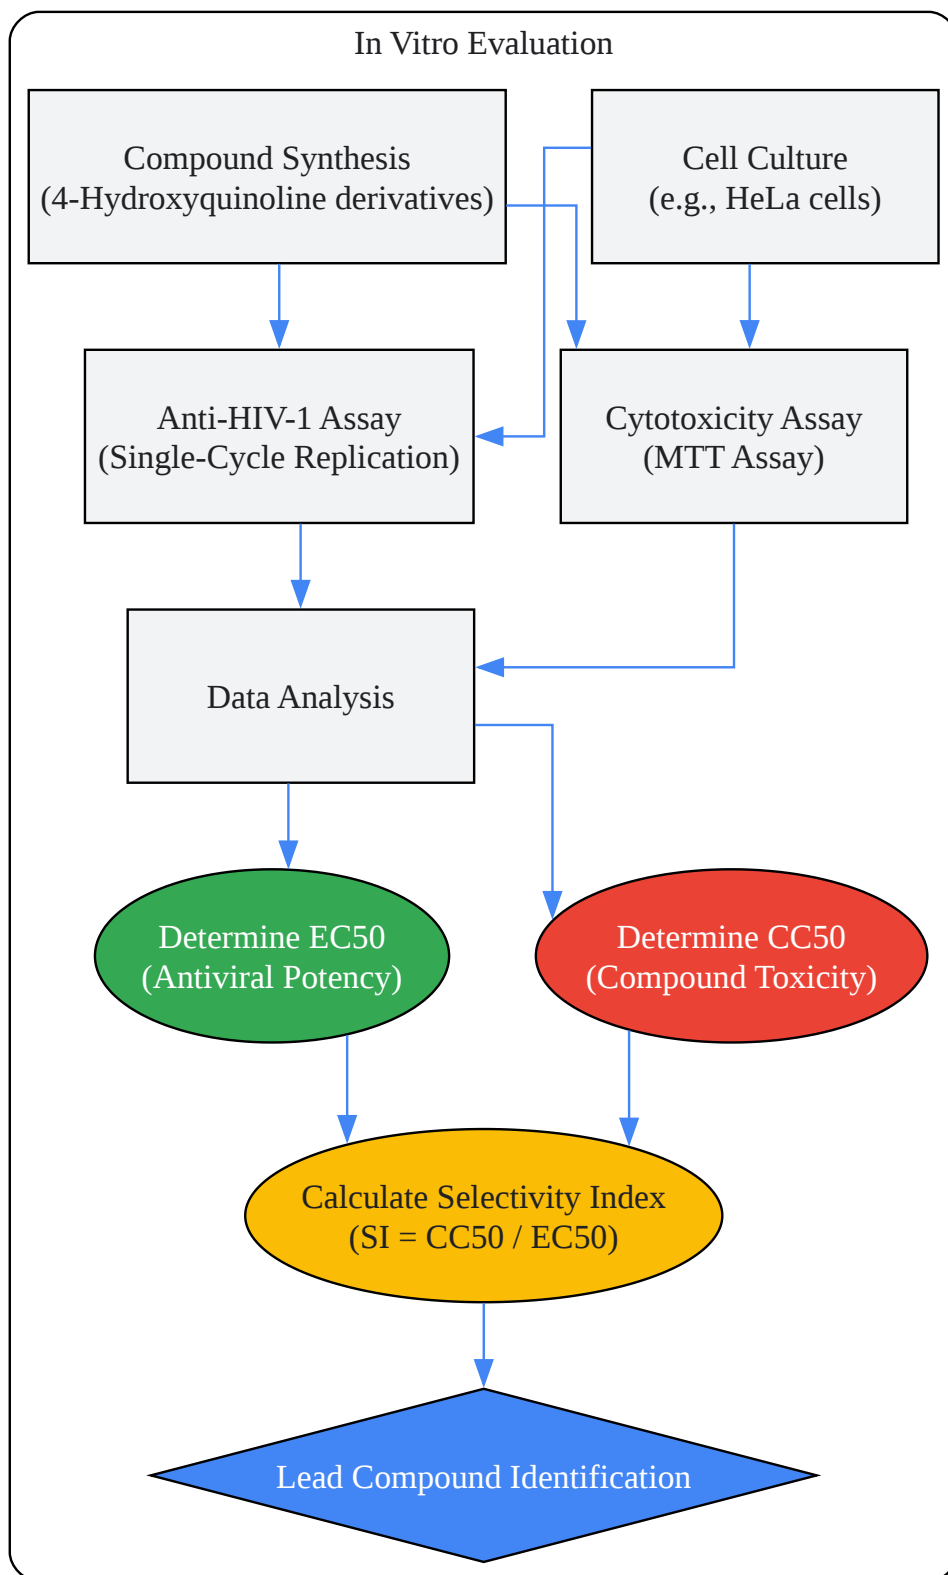 In Vitro Evaluation
Compound Synthesis
(4-Hydroxyquinoline derivatives)
Cell Culture
(e.g., HeLa cells)
Anti-HIV-1 Assay
(Single-Cycle Replication)
Cytotoxicity Assay
(MTT Assay)
Data Analysis
Determine EC50
(Antiviral Potency)
Determine CC50
(Compound Toxicity)
Calculate Selectivity Index
(SI = CC50 / EC50)
Lead Compound Identification